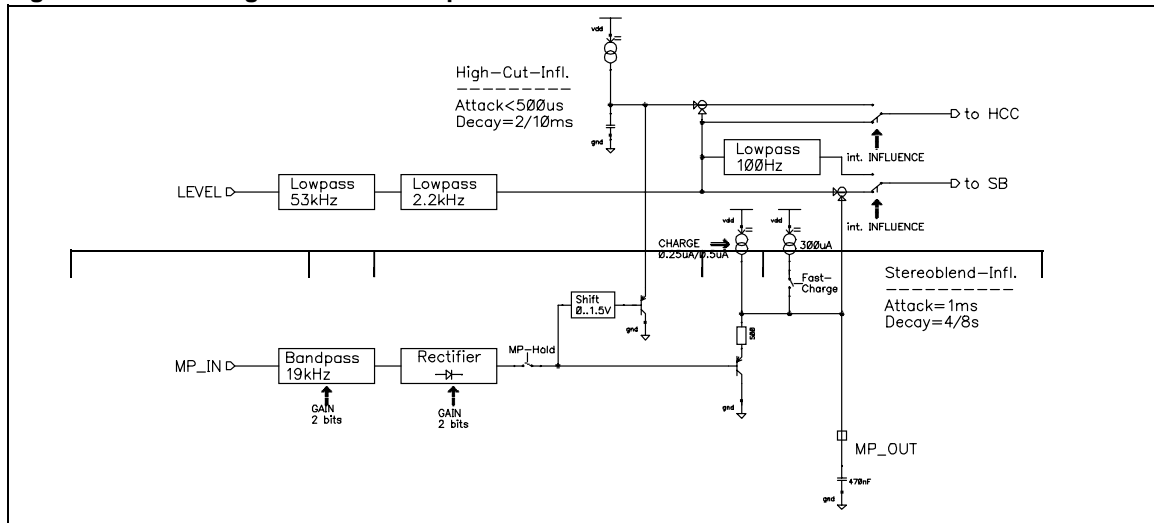 vdd
High-Cut-Infl.
Attack<500us
Decay=2/10ms
gnd
to HCC
int. INFLUENCE
Lowpass
100Hz
LEVEL
Lowpass
53kHz
Lowpass
2.2kHz
to SB
int. INFLUENCE
vdd
vdd
CHARGE
0.25uA/0.5uA
300uA
Fast-
Charge
Stereoblend-Infl.
Attack=1ms
Decay=4/8s
Shift
0..1.5V
gnd
500
MP-Hold
MP_IN
Bandpass
19kHz
Rectifier
GAIN
2 bits
GAIN
2 bits
gnd
MP_OUT
470nF
gnd